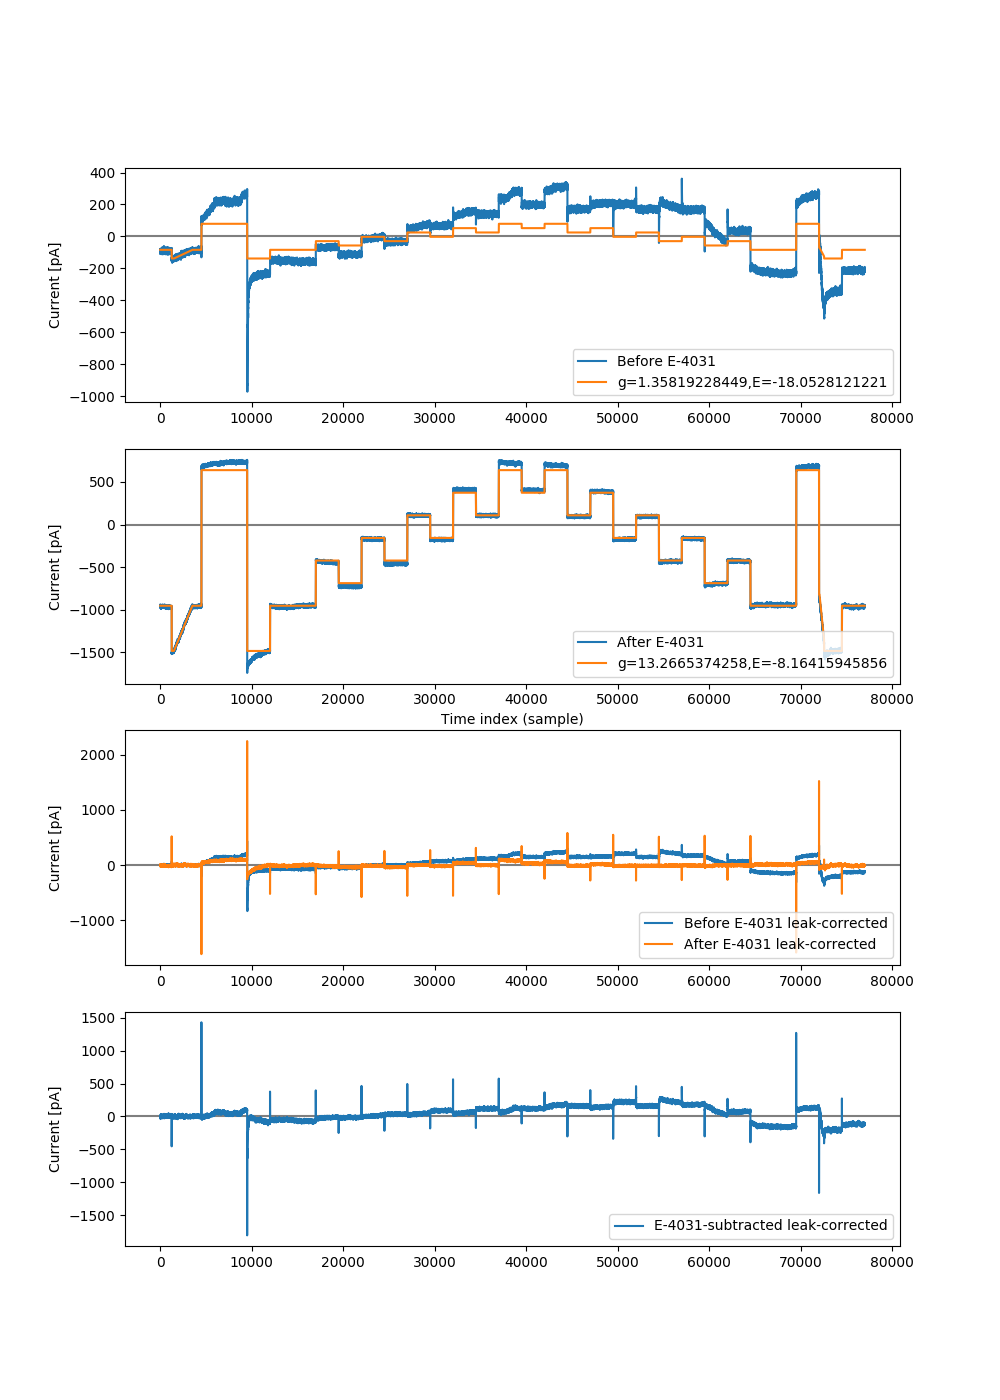 400
200
0
−200
−400
−600
−800
−1000
Current [pA]
Before E-4031
g=1.35819228449,E=-18.0528121221
0 10000 20000 30000 40000 50000 60000 70000 80000
500
0
−500
−1000
−1500
Current [pA]
After E-4031
g=13.2665374258,E=-8.16415945856
0 10000 20000 30000 40000 50000 60000 70000 80000
Time index (sample)
2000
1000
0
−1000
Current [pA]
Before E-4031 leak-corrected
After E-4031 leak-corrected
0 10000 20000 30000 40000 50000 60000 70000 80000
1500
1000
500
0
−500
−1000
−1500
Current [pA]
E-4031-subtracted leak-corrected
0 10000 20000 30000 40000 50000 60000 70000 80000